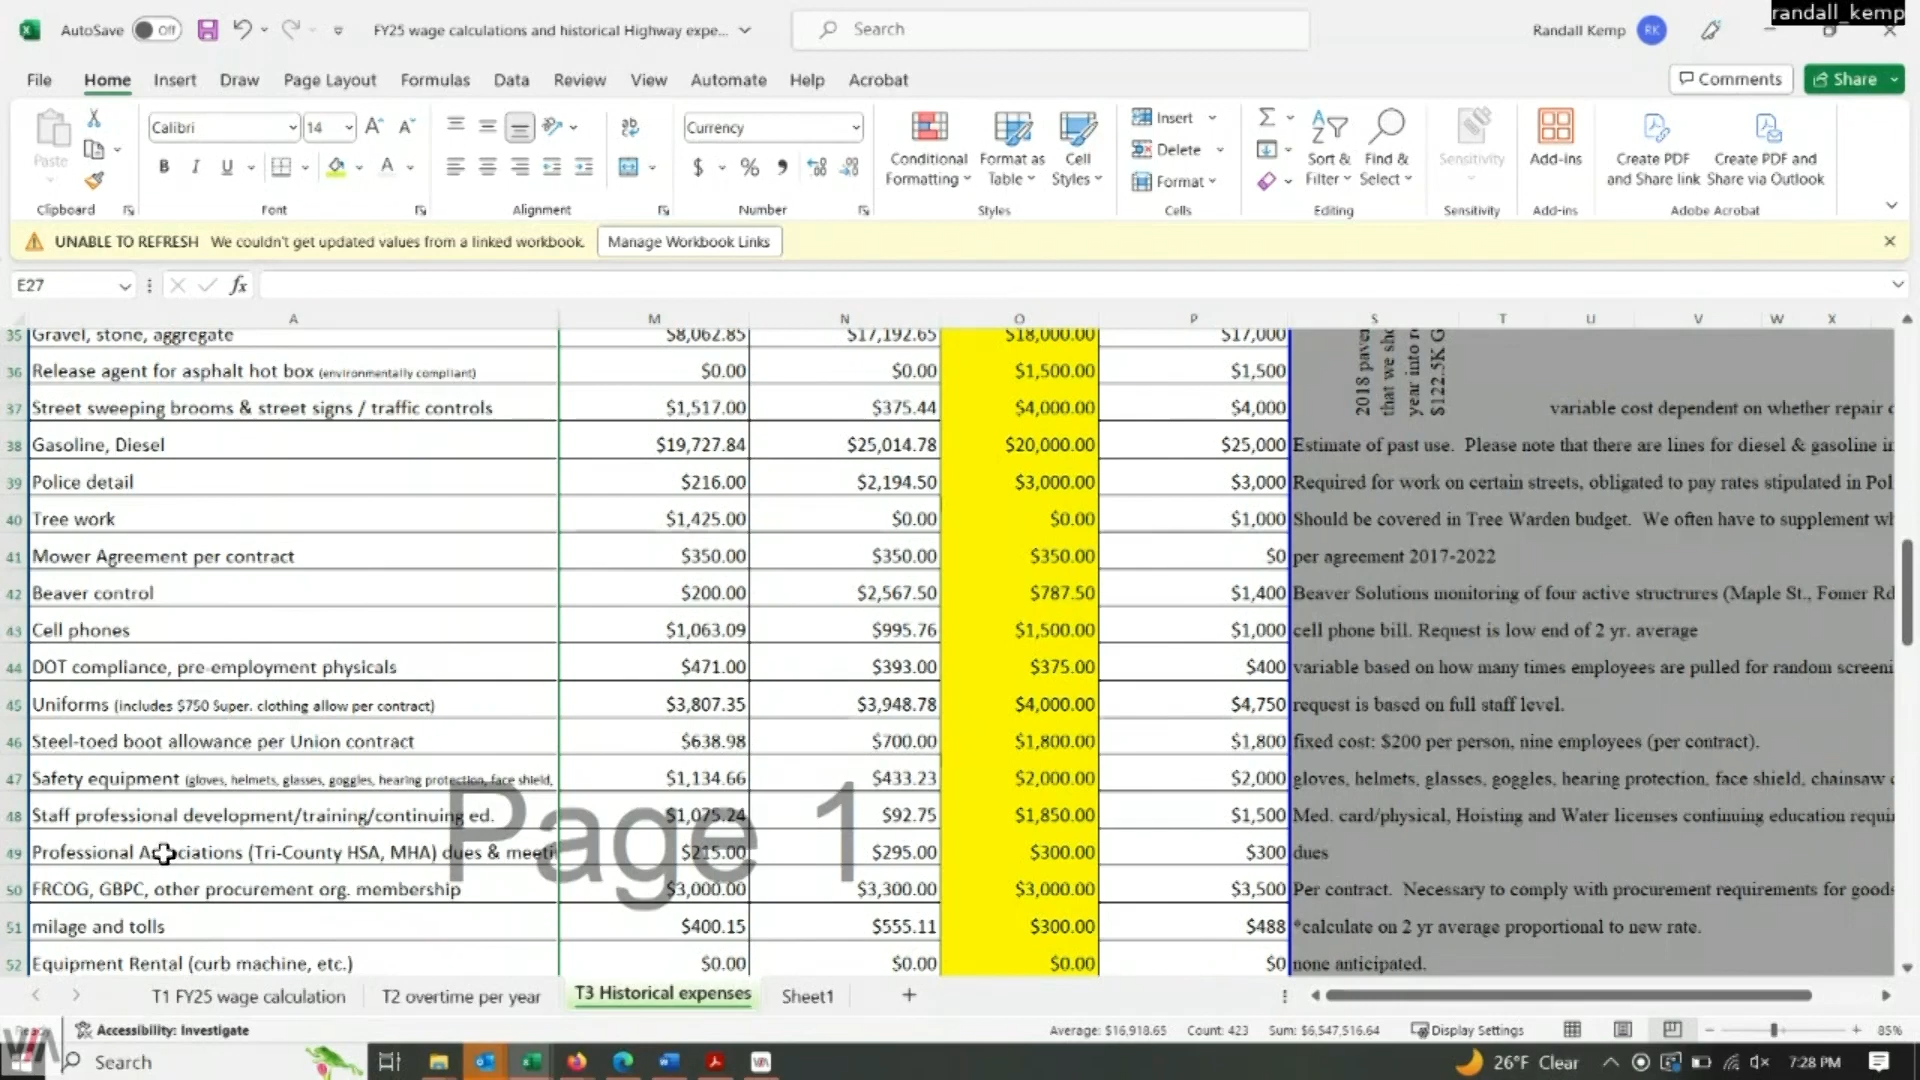 randall_kemp
AutoSave Off FY25 wage calculations and historical Highway expe... Search Randall Kemp RK
File Home Insert Draw Page Layout Formulas Data Review View Automate Help Acrobat Comments Share
Calibri 14 Currency Insert
Paste Conditional Formatting Format as Table Cell Styles Delete Sort & Filter Find & Select Sensitivity Add-ins Create PDF and Share link Create PDF and Share via Outlook
B I U $ % Format
Clipboard Font Alignment Number Styles Cells Editing Sensitivity Add-ins Adobe Acrobat
UNABLE TO REFRESH We couldn't get updated values from a linked workbook. Manage Workbook Links
E27 fx
A M N O P S T U V W X
35 Gravel, stone, aggregate $8,062.85 $17,192.65 $18,000.00 $17,000
2018 paver
that we sho
year into r
$122.5K G
36 Release agent for asphalt hot box (environmentally compliant) $0.00 $0.00 $1,500.00 $1,500
37 Street sweeping brooms & street signs / traffic controls $1,517.00 $375.44 $4,000.00 $4,000 variable cost dependent on whether repair
38 Gasoline, Diesel $19,727.84 $25,014.78 $20,000.00 $25,000 Estimate of past use. Please note that there are lines for diesel & gasoline in
39 Police detail $216.00 $2,194.50 $3,000.00 $3,000 Required for work on certain streets, obligated to pay rates stipulated in Pol
40 Tree work $1,425.00 $0.00 $0.00 $1,000 Should be covered in Tree Warden budget. We often have to supplement wh
41 Mower Agreement per contract $350.00 $350.00 $350.00 $0 per agreement 2017-2022
42 Beaver control $200.00 $2,567.50 $787.50 $1,400 Beaver Solutions monitoring of four active structrures (Maple St., Fomer Rd
43 Cell phones $1,063.09 $995.76 $1,500.00 $1,000 cell phone bill. Request is low end of 2 yr. average
44 DOT compliance, pre-employment physicals $471.00 $393.00 $375.00 $400 variable based on how many times employees are pulled for random screeni
45 Uniforms (includes $750 Super. clothing allow per contract) $3,807.35 $3,948.78 $4,000.00 $4,750 request is based on full staff level.
46 Steel-toed boot allowance per Union contract $638.98 $700.00 $1,800.00 $1,800 fixed cost: $200 per person, nine employees (per contract).
47 Safety equipment (gloves, helmets, glasses, goggles, hearing protection, face shield, $1,134.66 $433.23 $2,000.00 $2,000 gloves, helmets, glasses, goggles, hearing protection, face shield, chainsaw
48 Staff professional development/training/continuing ed. $1,075.24 $92.75 $1,850.00 $1,500 Med. card/physical, Hoisting and Water licenses continuing education requi
Page 1
49 Professional Associations (Tri-County HSA, MHA) dues & meeti $215.00 $295.00 $300.00 $300 dues
50 FRCOG, GBPC, other procurement org. membership $3,000.00 $3,300.00 $3,000.00 $3,500 Per contract. Necessary to comply with procurement requirements for goods
51 milage and tolls $400.15 $555.11 $300.00 $488 *calculate on 2 yr average proportional to new rate.
52 Equipment Rental (curb machine, etc.) $0.00 $0.00 $0.00 $0 none anticipated.
T1 FY25 wage calculation T2 overtime per year T3 Historical expenses Sheet1 +
Accessibility: Investigate Average: $16,918.65 Count: 423 Sum: $6,547,516.64 Display Settings 85%
Search 26°F Clear 7:28 PM